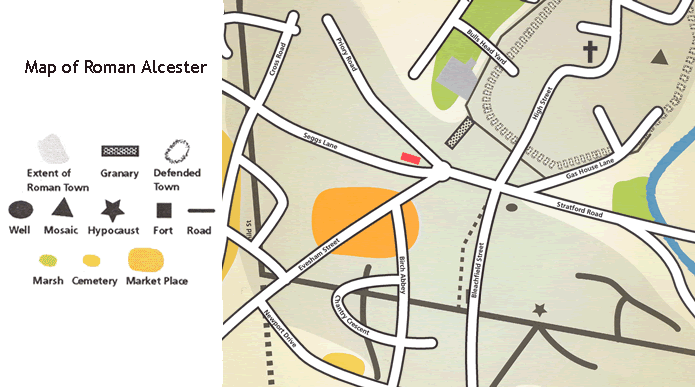 Map of Roman Alcester
Extent of
Roman Town
Granary
Defended
Town
Well
Mosaic
Hypocaust
Fort
Road
Marsh
Cemetery
Market Place
Cross Road
Priory Road
Bulls Head Yard
High Street
Seggs Lane
Gas House Lane
Stratford Road
Evesham Street
Birch Abbey
Bleachfield Street
Chantry Crescent
Newport Drive